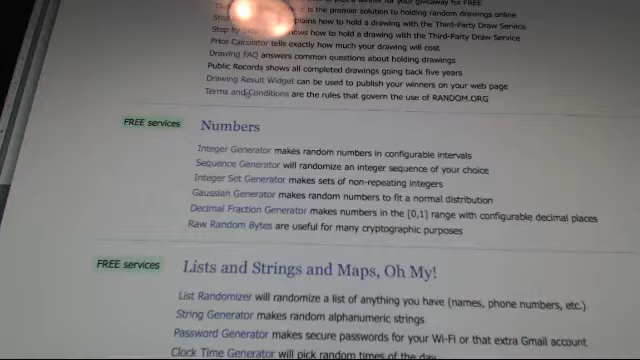 is the premier solution to holding random drawings online
plains how to hold a drawing with the Third-Party Draw Service
Step by hows how to hold a drawing with the Third-Party Draw Service
Price Calculator tells exactly how much your drawing will cost
Drawing FAQ answers common questions about holding drawings
Public Records shows all completed drawings going back five years
Drawing Result Widget can be used to publish your winners on your web page
Terms and Conditions are the rules that govern the use of RANDOM.ORG
FREE services
Numbers
Integer Generator makes random numbers in configurable intervals
Sequence Generator will randomize an integer sequence of your choice
Integer Set Generator makes sets of non-repeating integers
Gaussian Generator makes random numbers to fit a normal distribution
Decimal Fraction Generator makes numbers in the [0,1] range with configurable decimal places
Raw Random Bytes are useful for many cryptographic purposes
FREE services
Lists and Strings and Maps, Oh My!
List Randomizer will randomize a list of anything you have (names, phone numbers, etc.)
String Generator makes random alphanumeric strings
Password Generator makes secure passwords for your Wi-Fi or that extra Gmail account
Clock Time Generator will pick random times of the day